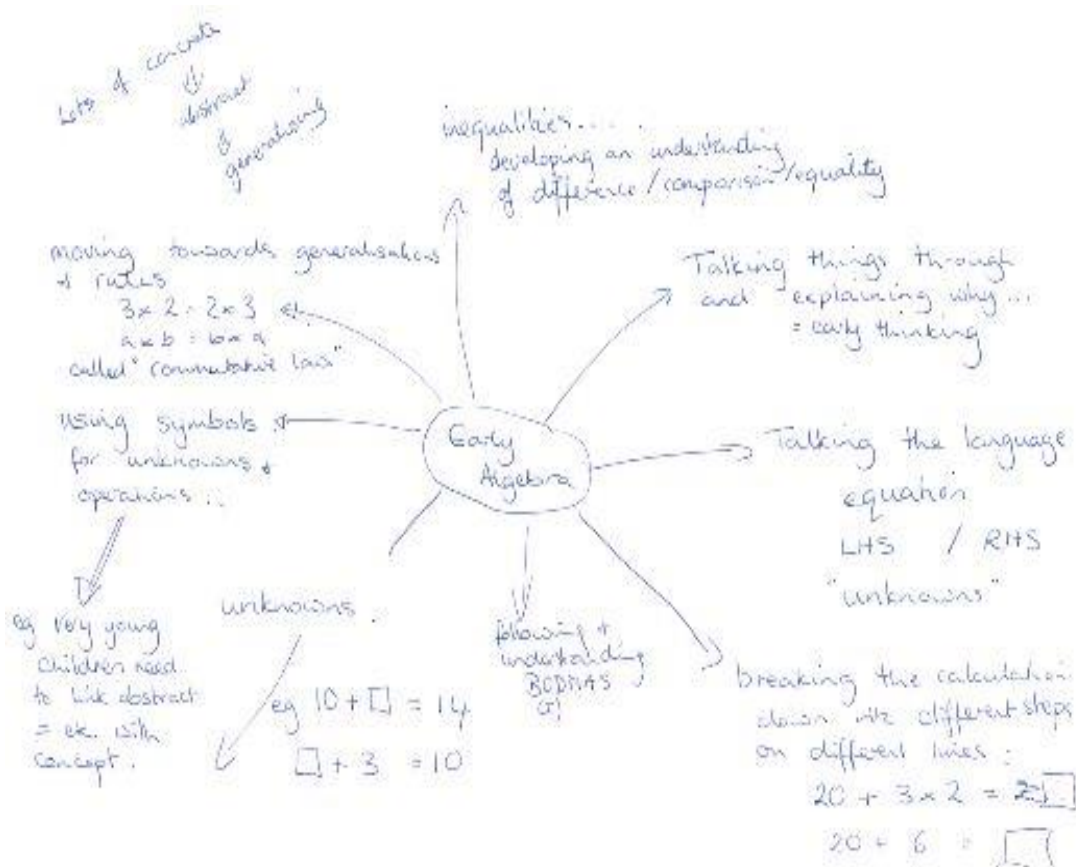 Lots of concrete
abstract
generalising
inequalities.....
developing an understanding
of difference/comparison/equality
moving towards generalisations
+ rules
3 × 2 = 2 × 3
a × b = b × a
called "commutative law"
Talking things through
and explaining why...
= early thinking
using symbols
for unknowns +
operations...
Early
Algebra
Talking the language
equation
LHS / RHS
"unknowns"
eg very young
children need
to link abstract
= etc. with
concept.
unknowns.
eg 10 + □ = 14
□ + 3 = 10
following +
understanding
BODMAS
breaking the calculation
down into different steps
on different lines:
20 + 3 × 2 = □
20 + 6 = □